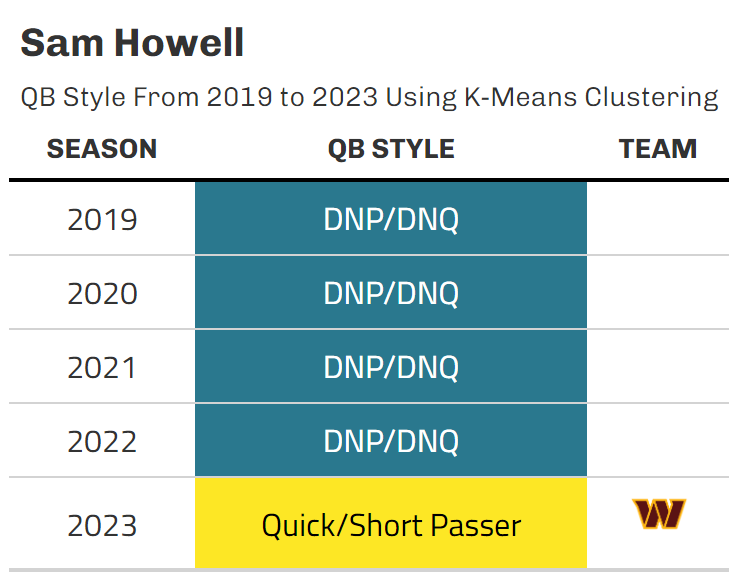 Sam Howell
QB Style From 2019 to 2023 Using K-Means Clustering
SEASON QB STYLE TEAM
2019 DNP/DNQ
2020 DNP/DNQ
2021 DNP/DNQ
2022 DNP/DNQ
2023 Quick/Short Passer W